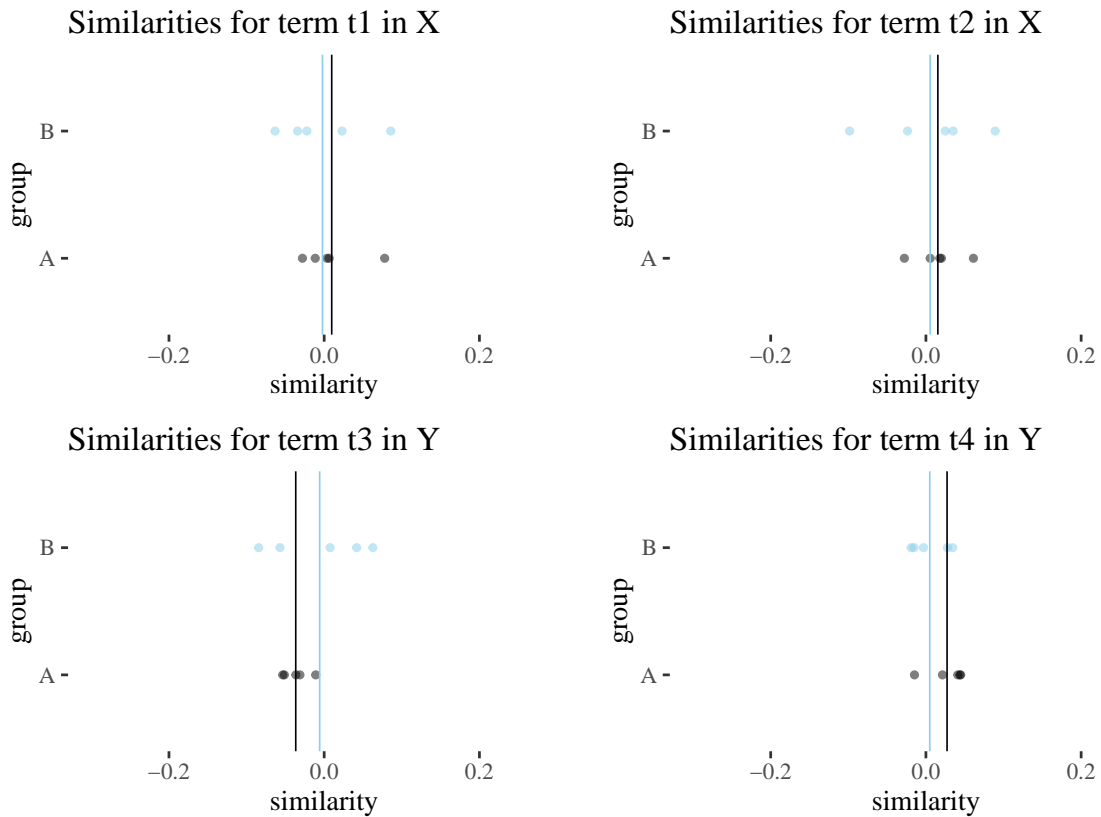 Similarities for term t1 in X
B
A
group
−0.2 0.0 0.2
similarity
Similarities for term t2 in X
B
A
group
−0.2 0.0 0.2
similarity
Similarities for term t3 in Y
B
A
group
−0.2 0.0 0.2
similarity
Similarities for term t4 in Y
B
A
group
−0.2 0.0 0.2
similarity